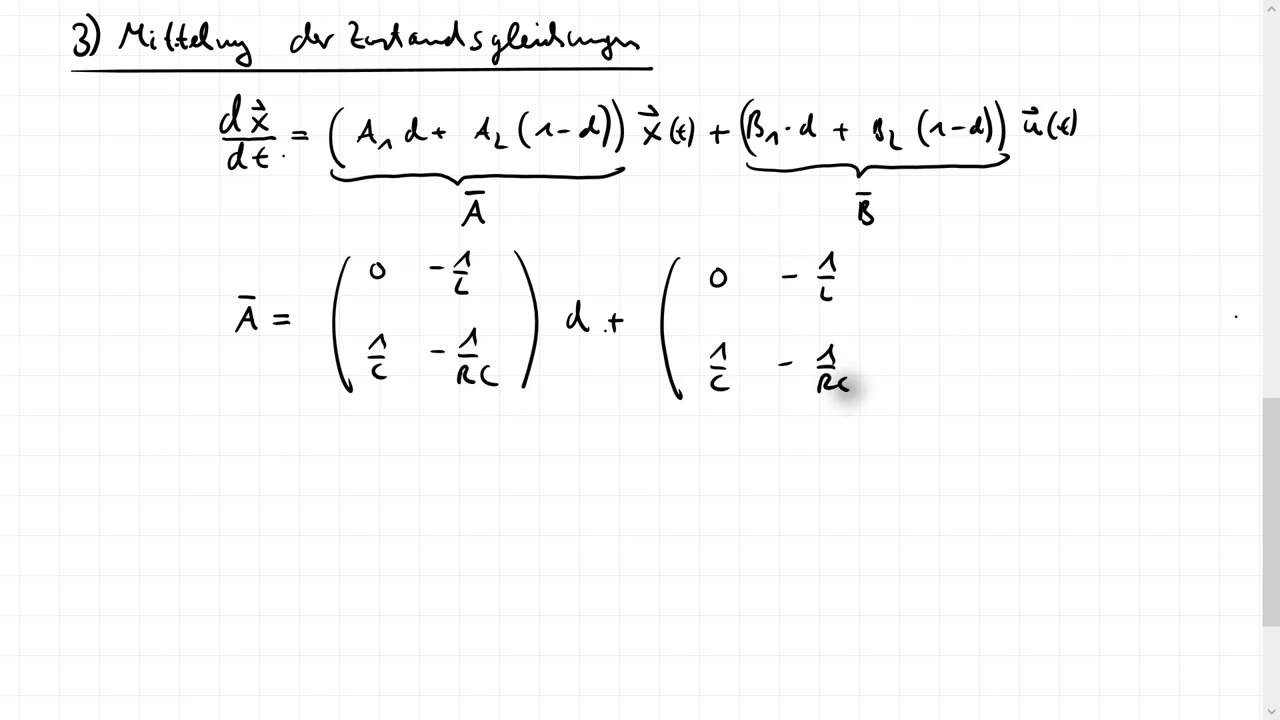 3) Mittelung der Zustandsgleichungen
dx⃗/dt = (A₁ d + A₂ (1-d)) x⃗(t) + (B₁ · d + B₂ (1-d)) u⃗(t)
A̅ B̅
A̅ = ( 0 -1/L ; 1/C -1/RC ) d + ( 0 -1/L ; 1/C -1/RC